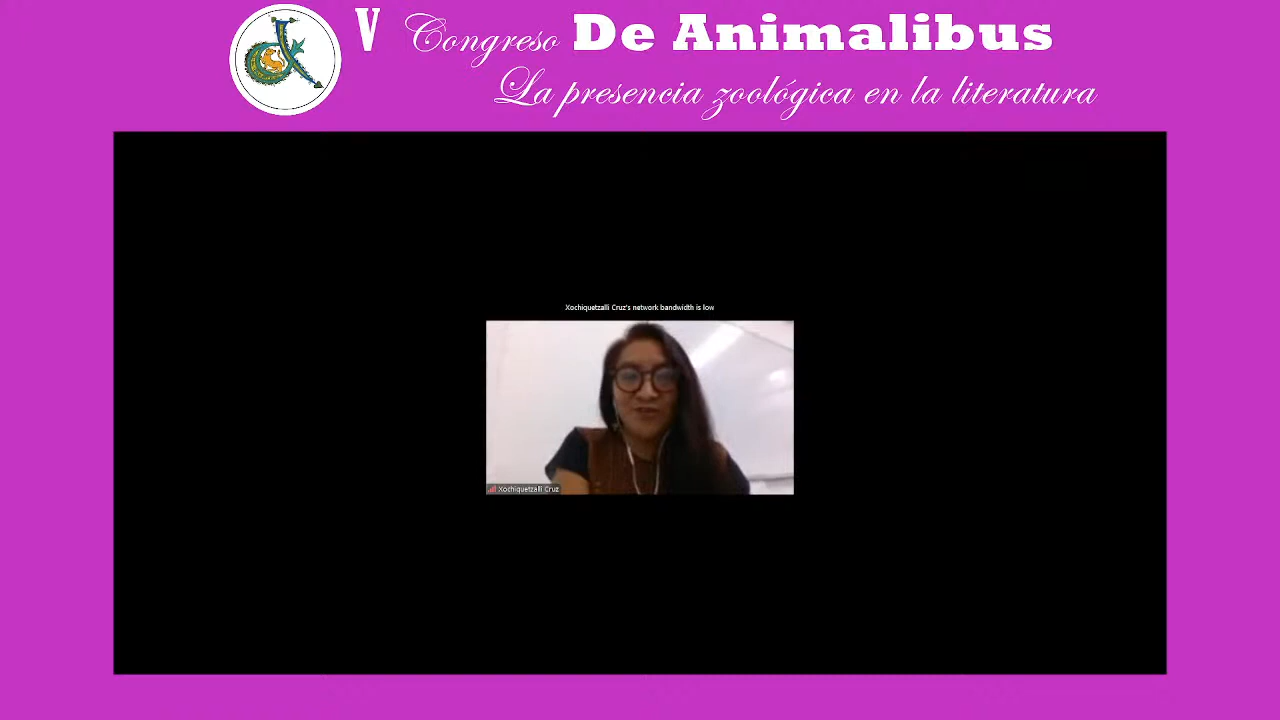 V Congreso De Animalibus
La presencia zoológica en la literatura
Xochiquetzalli Cruz's network bandwidth is low
Xochiquetzalli Cruz